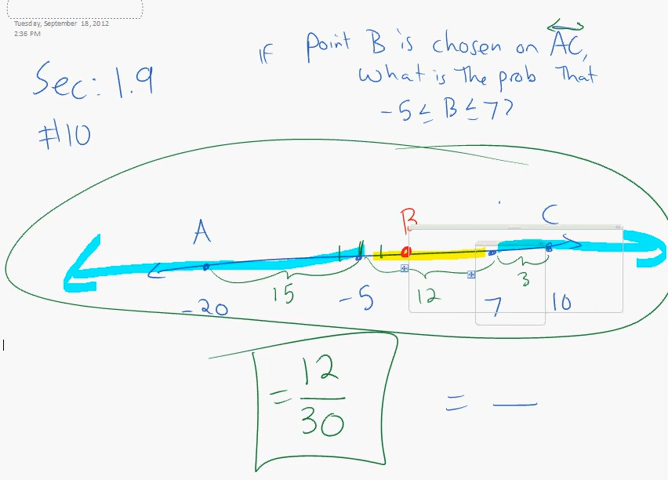 Tuesday, September 18, 2012
2:36 PM
IF Point B is chosen on AC,
What is The prob That
-5 ≤ B ≤ 7?
Sec: 1.9
#10
A B C
15 12 3
-20 -5 7 10
= 12/30 = —